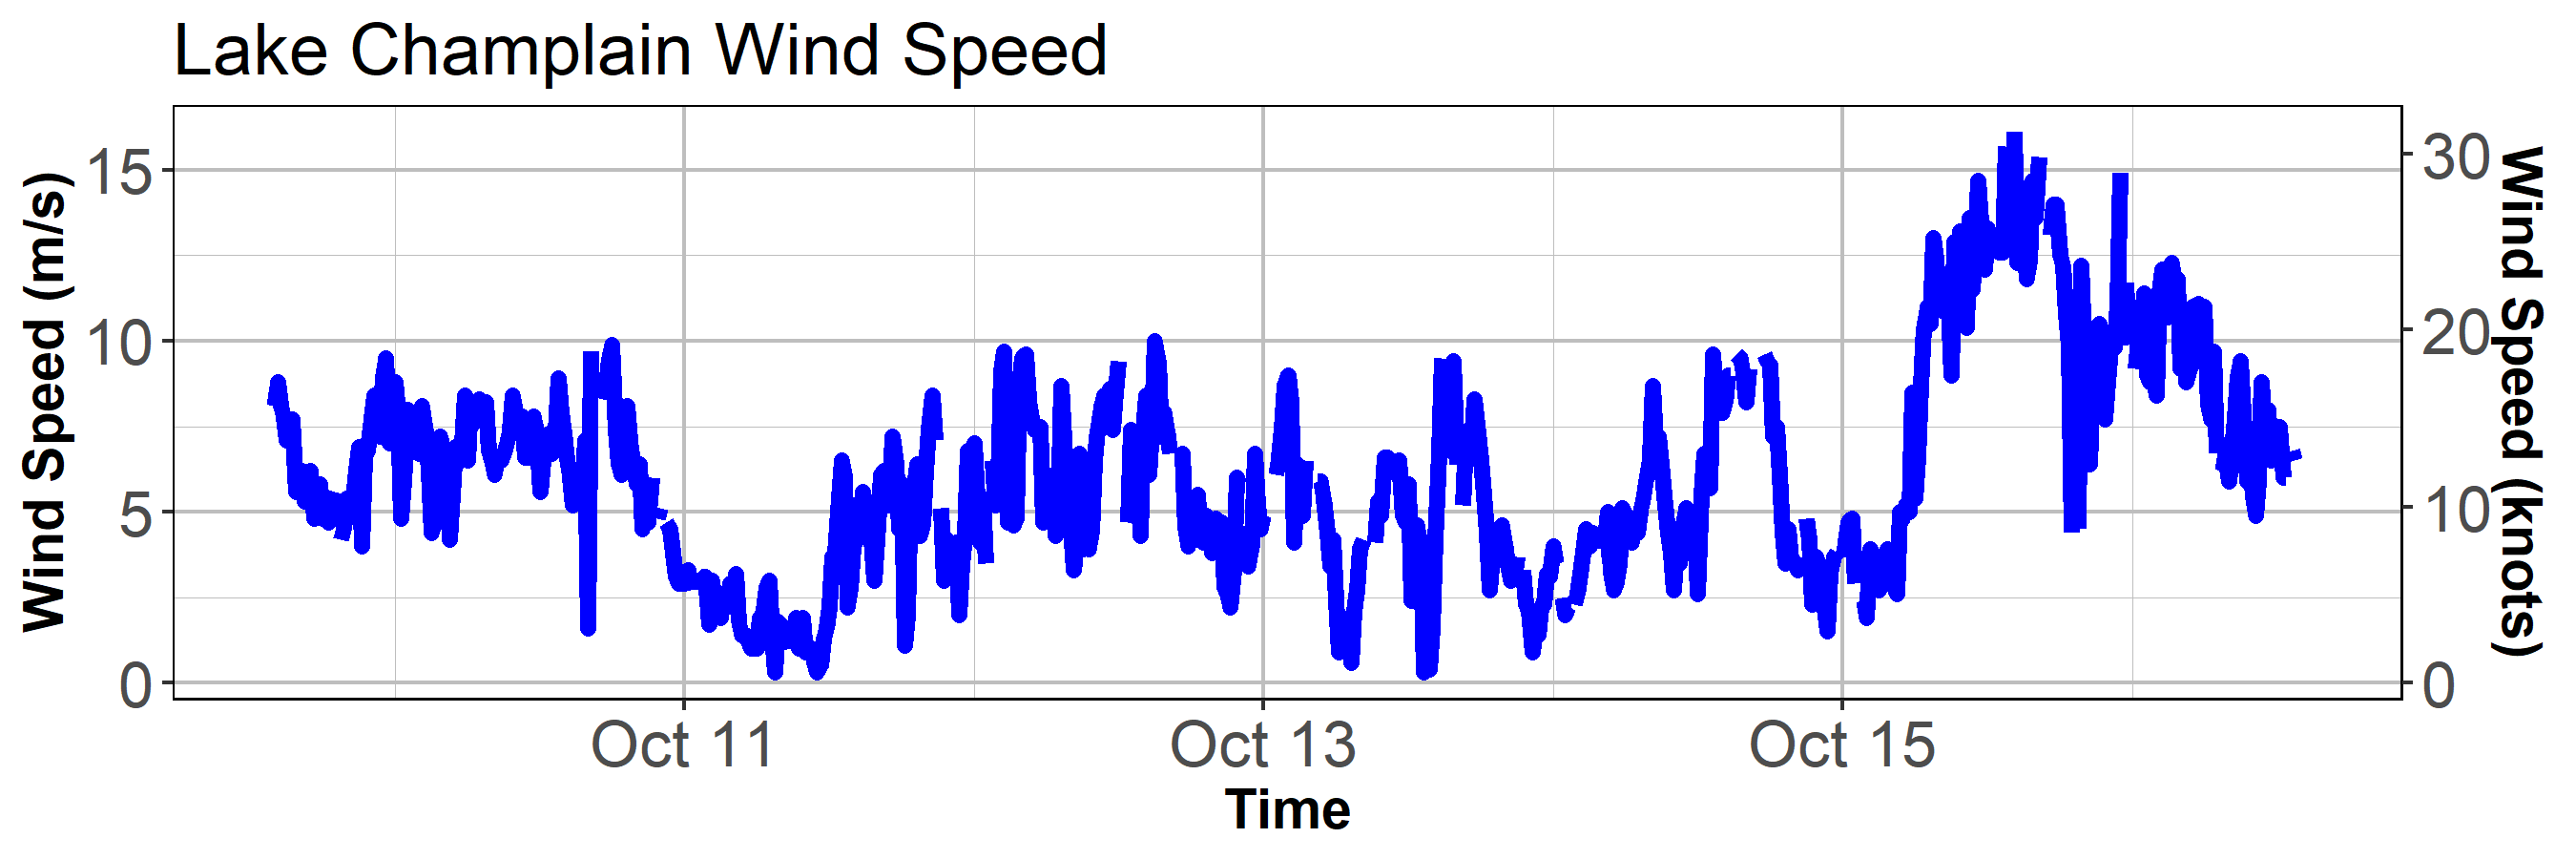 Lake Champlain Wind Speed
Wind Speed (m/s)
15
10
5
0
30
20
10
0
Wind Speed (knots)
Oct 11
Oct 13
Oct 15
Time